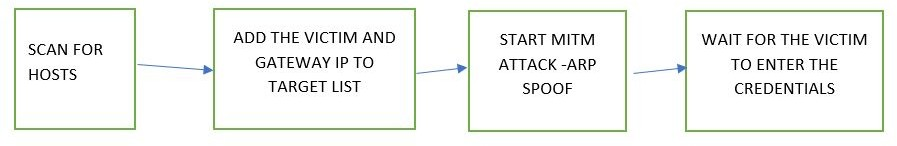 SCAN FOR
HOSTS
ADD THE VICTIM AND
GATEWAY IP TO
TARGET LIST
START MITM
ATTACK -ARP
SPOOF
WAIT FOR THE VICTIM
TO ENTER THE
CREDENTIALS